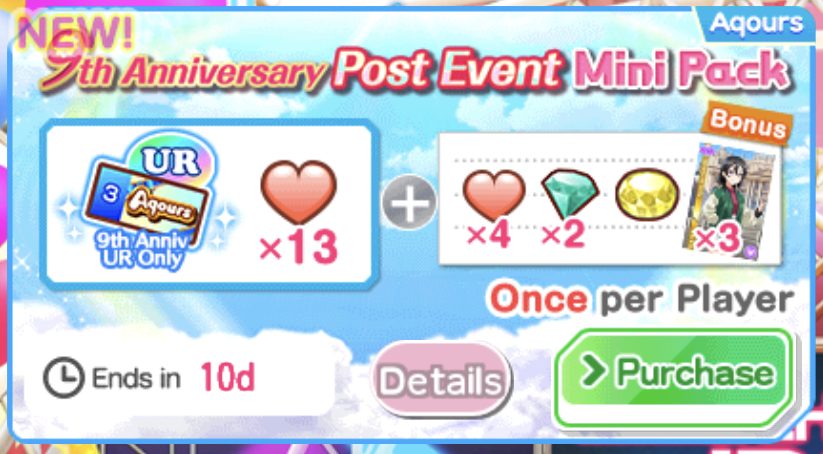 NEW!
Aqours
9th Anniversary Post Event Mini Pack
Bonus
UR
3 Aqours
9th Anniv
UR Only
×13
+
×4 ×2 ×3
Once per Player
Ends in 10d
Details
> Purchase